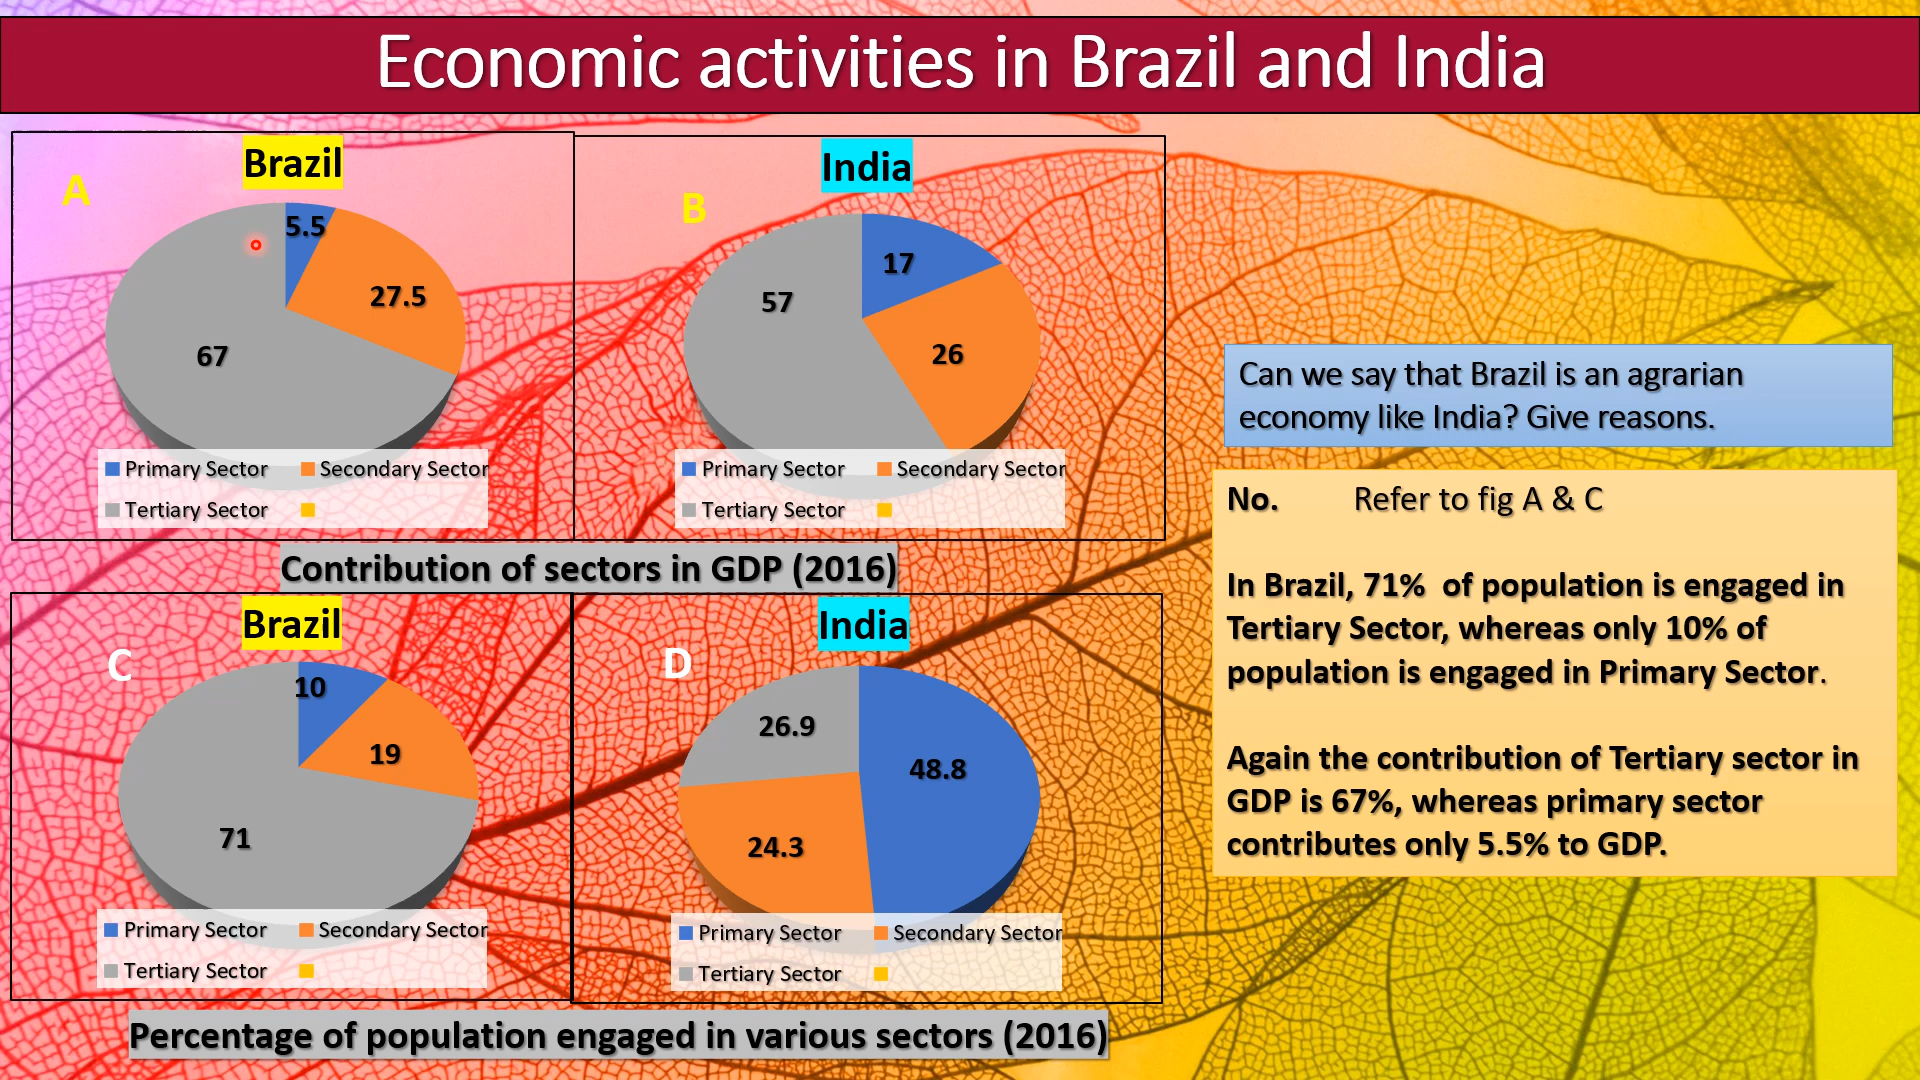 Economic activities in Brazil and India
Brazil
A
5.5
27.5
67
Primary Sector Secondary Sector
Tertiary Sector
India
B
17
57
26
Primary Sector Secondary Sector
Tertiary Sector
Contribution of sectors in GDP (2016)
Brazil
C
10
19
71
Primary Sector Secondary Sector
Tertiary Sector
India
D
26.9
48.8
24.3
Primary Sector Secondary Sector
Tertiary Sector
Percentage of population engaged in various sectors (2016)
Can we say that Brazil is an agrarian
economy like India? Give reasons.
No. Refer to fig A & C
In Brazil, 71% of population is engaged in
Tertiary Sector, whereas only 10% of
population is engaged in Primary Sector.
Again the contribution of Tertiary sector in
GDP is 67%, whereas primary sector
contributes only 5.5% to GDP.